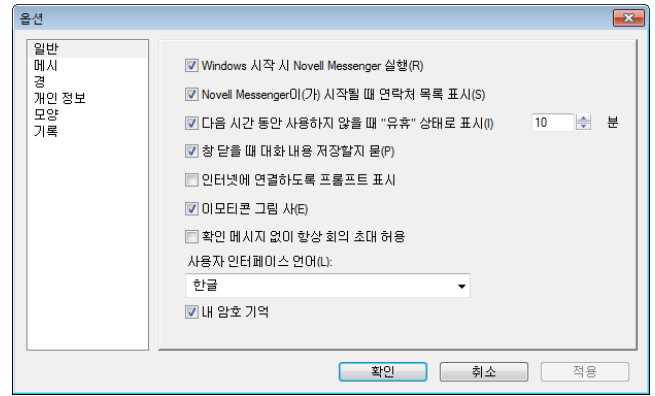 옵션
일반
메시
경
개인 정보
모양
기록
Windows 시작 시 Novell Messenger 실행(R)
Novell Messenger이(가) 시작될 때 연락처 목록 표시(S)
다음 시간 동안 사용하지 않을 때 "유휴" 상태로 표시(I) 10 분
창 닫을 때 대화 내용 저장할지 묻(P)
인터넷에 연결하도록 프롬프트 표시
이모티콘 그림 사(E)
확인 메시지 없이 항상 회의 초대 허용
사용자 인터페이스 언어(L):
한글
내 암호 기억
확인 취소 적용